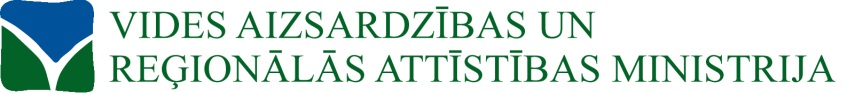 VIDES AIZSARDZĪBAS UN
REĢIONĀLĀS ATTĪSTĪBAS MINISTRIJA